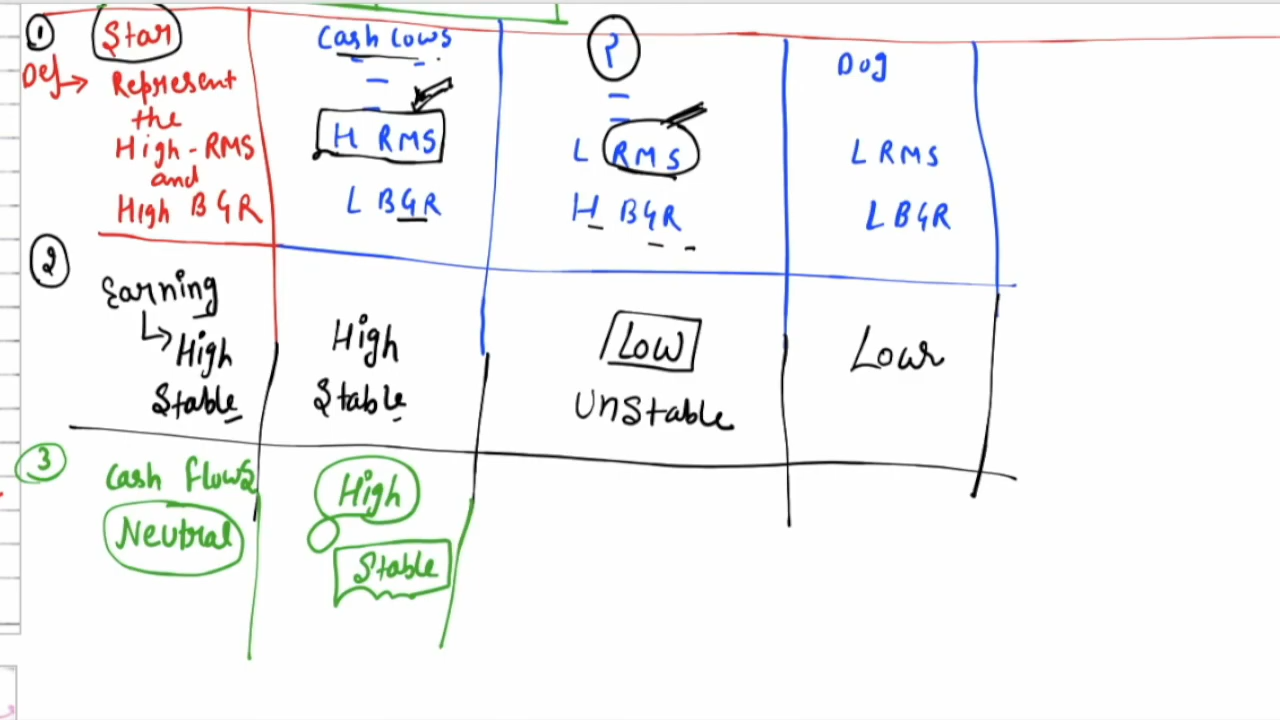 1 Star
Def → Represent
the
High-RMS
and
High BGR
Cash Cows
H RMS
L BGR
?
L RMS
H BGR
Dog
L RMS
L BGR
2
Earning
High
Stable
High
Stable
Low
Unstable
Low
3
Cash flows
Neutral
High
Stable